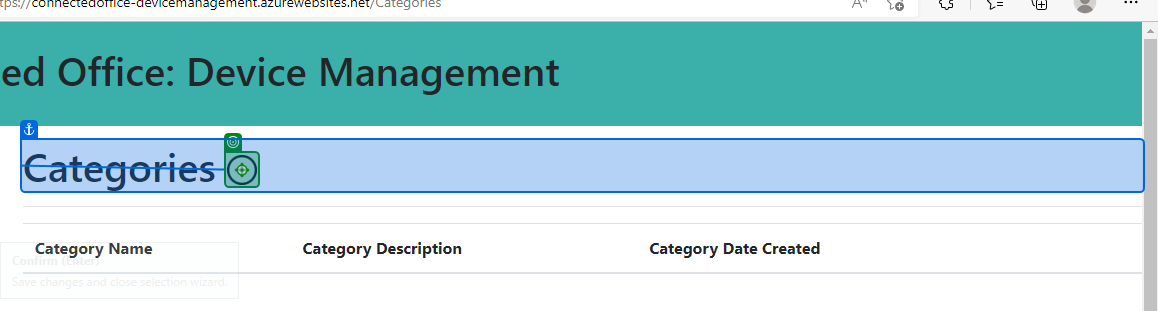 tps://connectedoffice-devicemanagement.azurewebsites.net/Categories
ed Office: Device Management
Categories
Category Name Category Description Category Date Created
Confirm (Enter)
Save changes and close selection wizard.